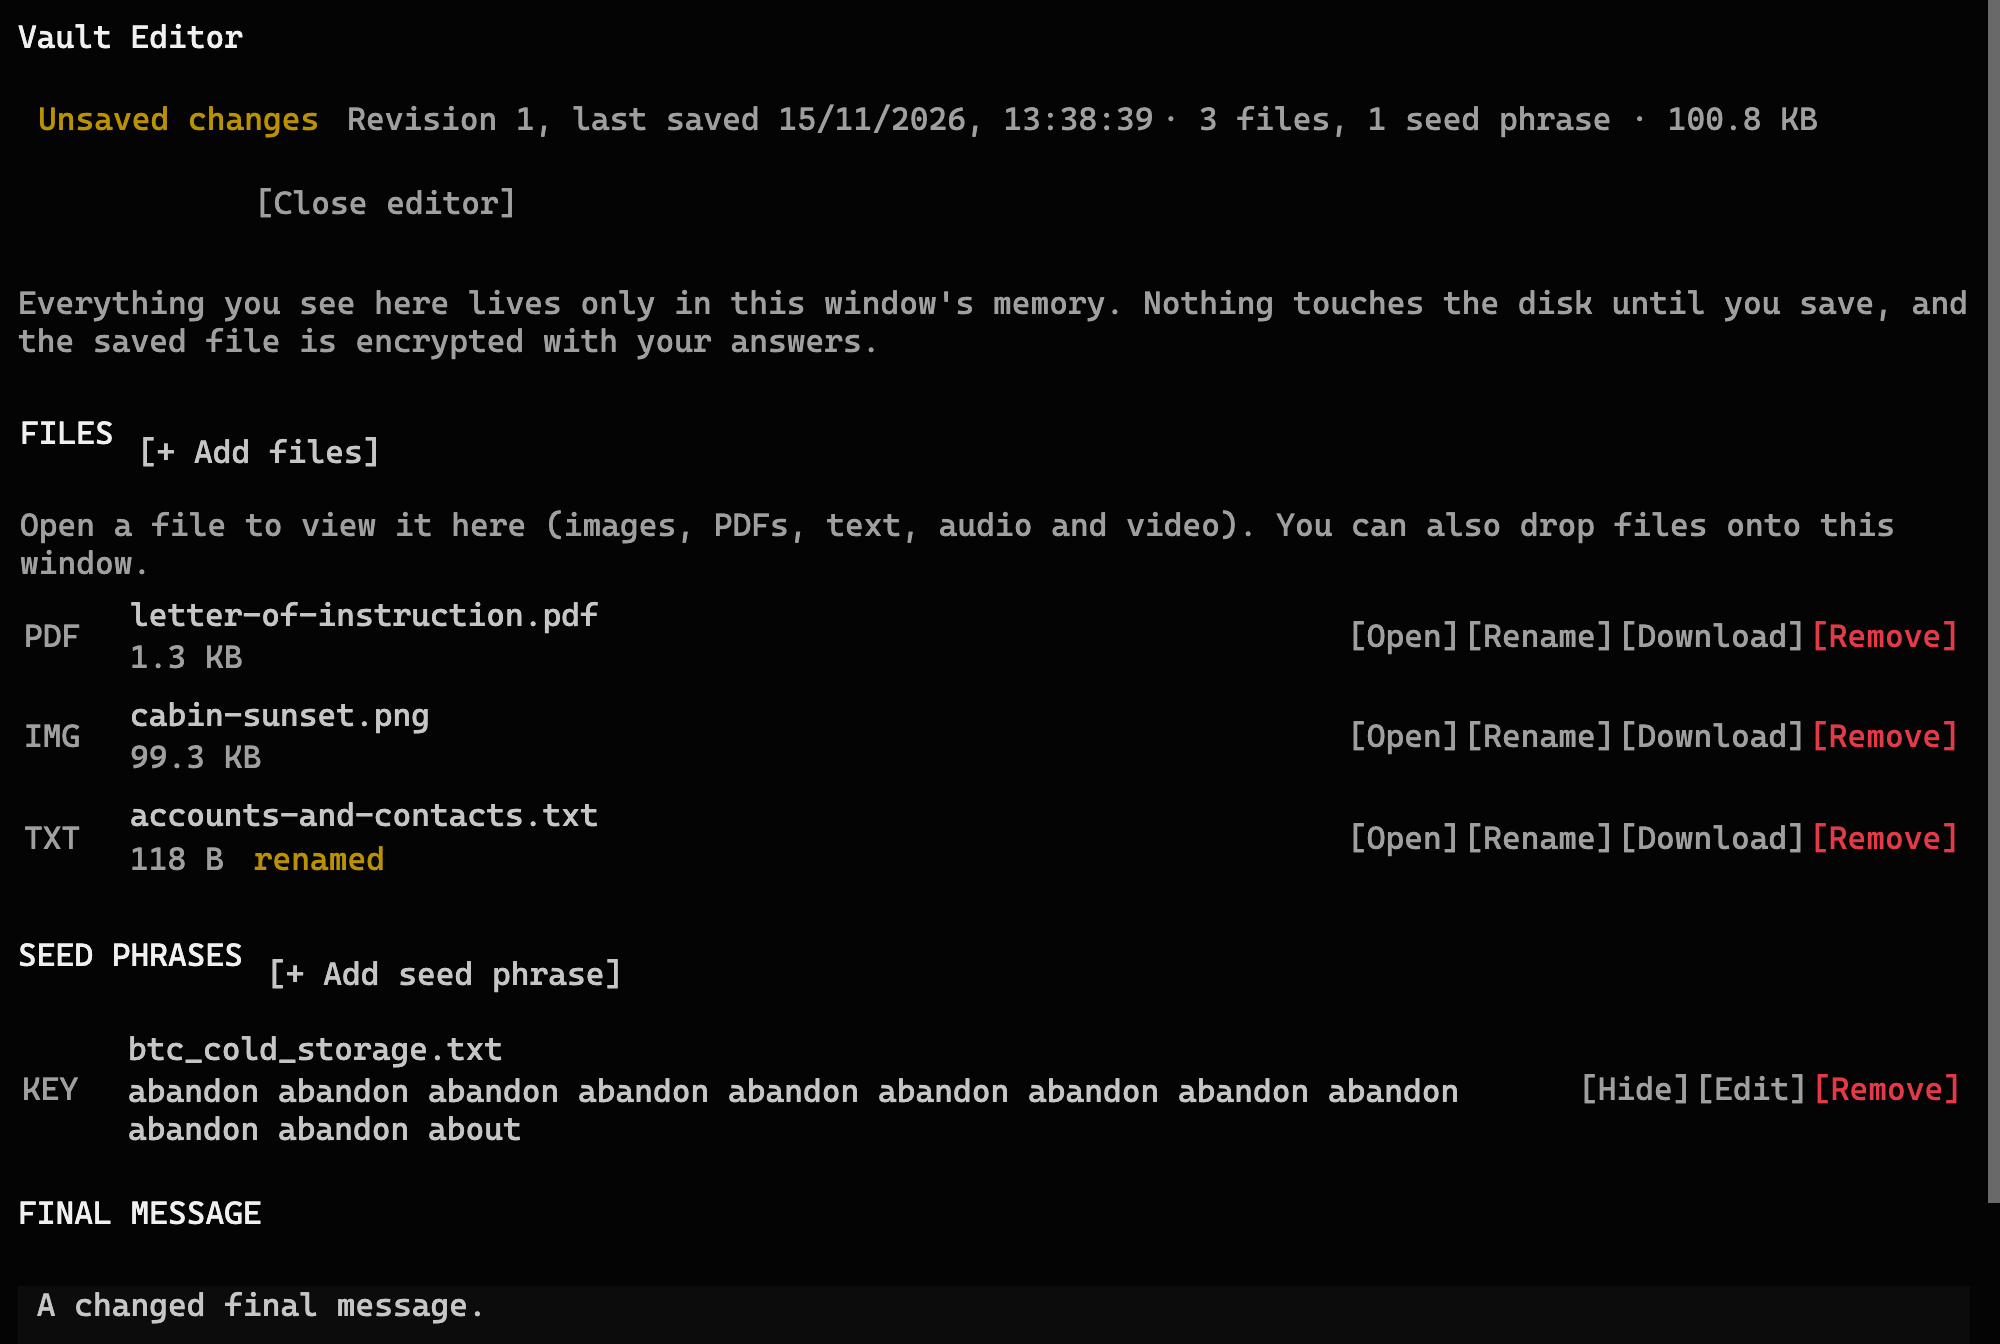 Vault Editor
Unsaved changes Revision 1, last saved 15/11/2026, 13:38:39 · 3 files, 1 seed phrase · 100.8 KB
[Close editor]
Everything you see here lives only in this window's memory. Nothing touches the disk until you save, and
the saved file is encrypted with your answers.
FILES [+ Add files]
Open a file to view it here (images, PDFs, text, audio and video). You can also drop files onto this
window.
letter-of-instruction.pdf
PDF [Open] [Rename] [Download] [Remove]
1.3 KB
cabin-sunset.png
IMG [Open] [Rename] [Download] [Remove]
99.3 KB
accounts-and-contacts.txt
TXT [Open] [Rename] [Download] [Remove]
118 B renamed
SEED PHRASES [+ Add seed phrase]
btc_cold_storage.txt
KEY abandon abandon abandon abandon abandon abandon abandon abandon abandon [Hide] [Edit] [Remove]
abandon abandon about
FINAL MESSAGE
A changed final message.